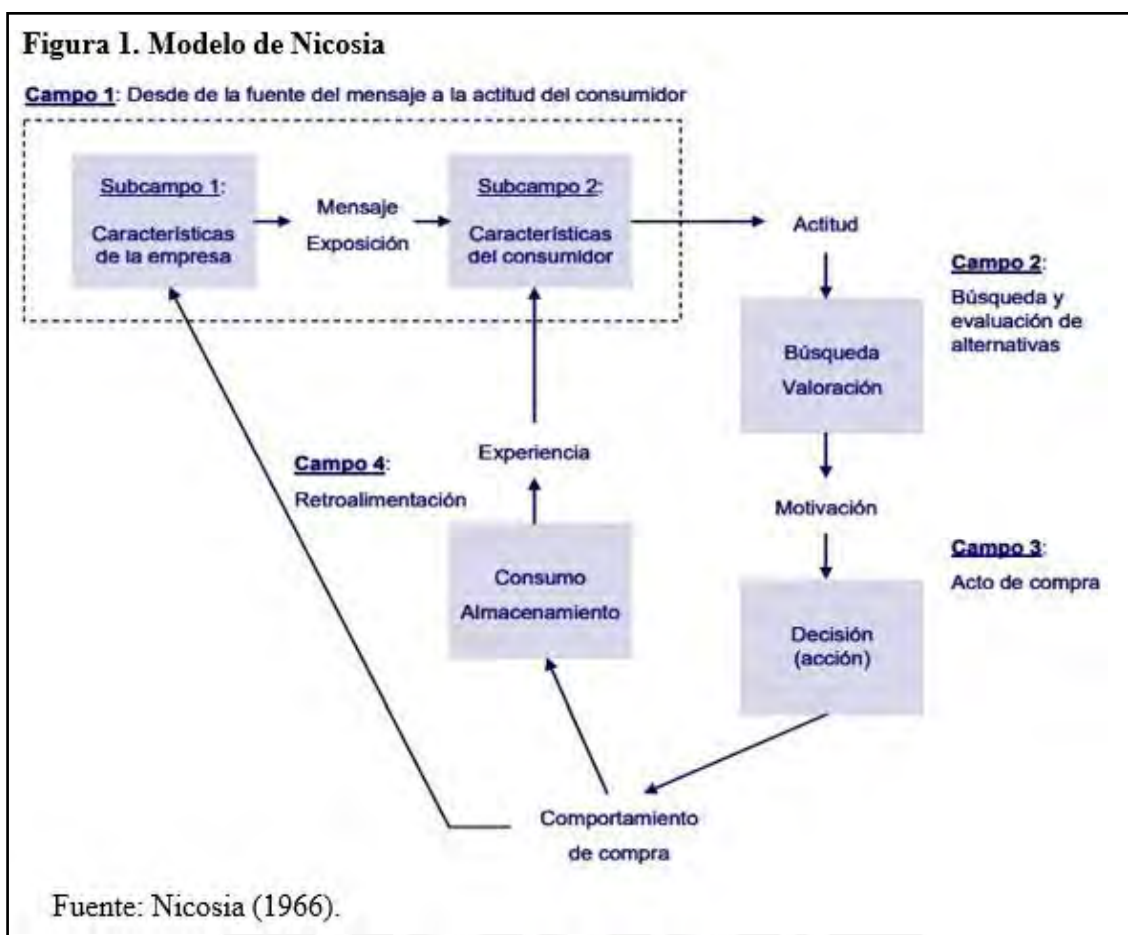 Figura 1. Modelo de Nicosia
Campo 1: Desde de la fuente del mensaje a la actitud del consumidor
Subcampo 1:
Características
de la empresa
Mensaje
Exposición
Subcampo 2:
Características
del consumidor
Actitud
Campo 2:
Búsqueda y
evaluación de
alternativas
Búsqueda
Valoración
Motivación
Campo 3:
Acto de compra
Decisión
(acción)
Comportamiento
de compra
Consumo
Almacenamiento
Experiencia
Campo 4:
Retroalimentación
Fuente: Nicosia (1966).